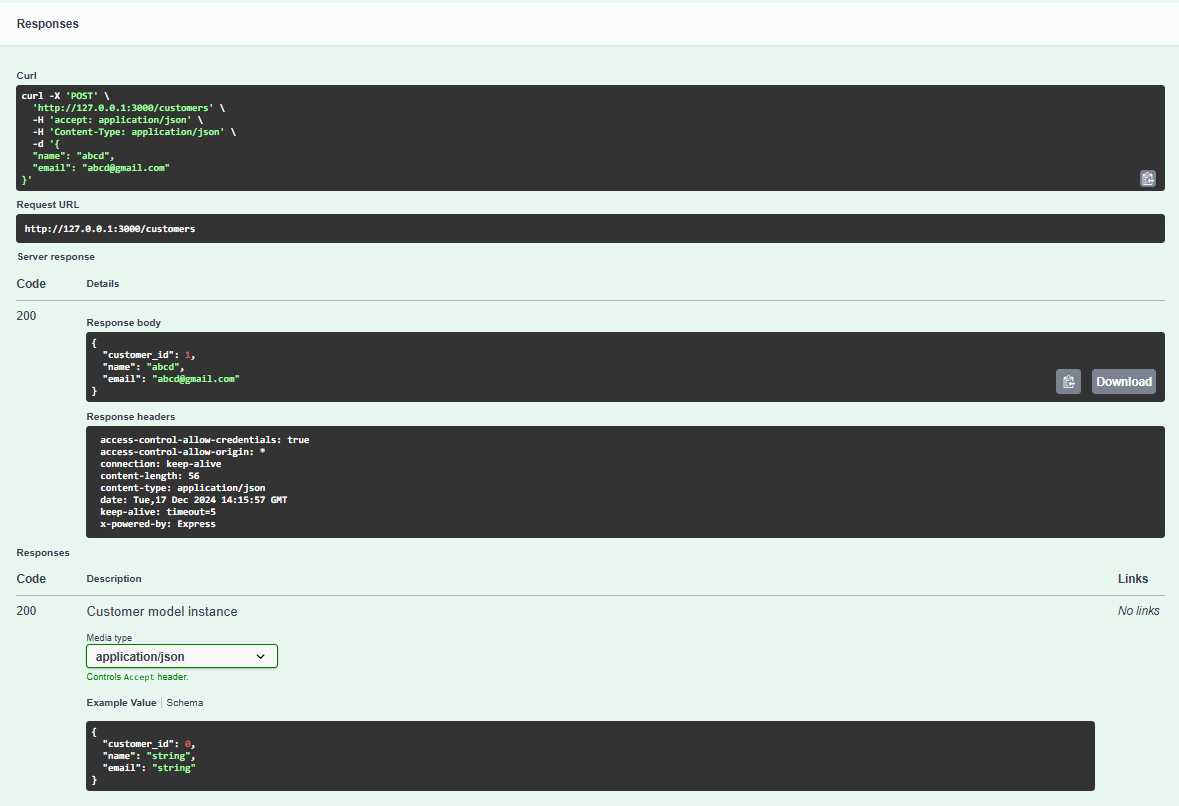 Responses
Curl
curl -X 'POST' \
'http://127.0.0.1:3000/customers' \
-H 'accept: application/json' \
-H 'Content-Type: application/json' \
-d '{
"name": "abcd",
"email": "abcd@gmail.com"
}'
Request URL
http://127.0.0.1:3000/customers
Server response
Code Details
200
Response body
{
"customer_id": 1,
"name": "abcd",
"email": "abcd@gmail.com"
}
Download
Response headers
access-control-allow-credentials: true
access-control-allow-origin: *
connection: keep-alive
content-length: 56
content-type: application/json
date: Tue,17 Dec 2024 14:15:57 GMT
keep-alive: timeout=5
x-powered-by: Express
Responses
Code Description Links
200 Customer model instance No links
Media type
application/json
Controls Accept header.
Example Value Schema
{
"customer_id": 0,
"name": "string",
"email": "string"
}